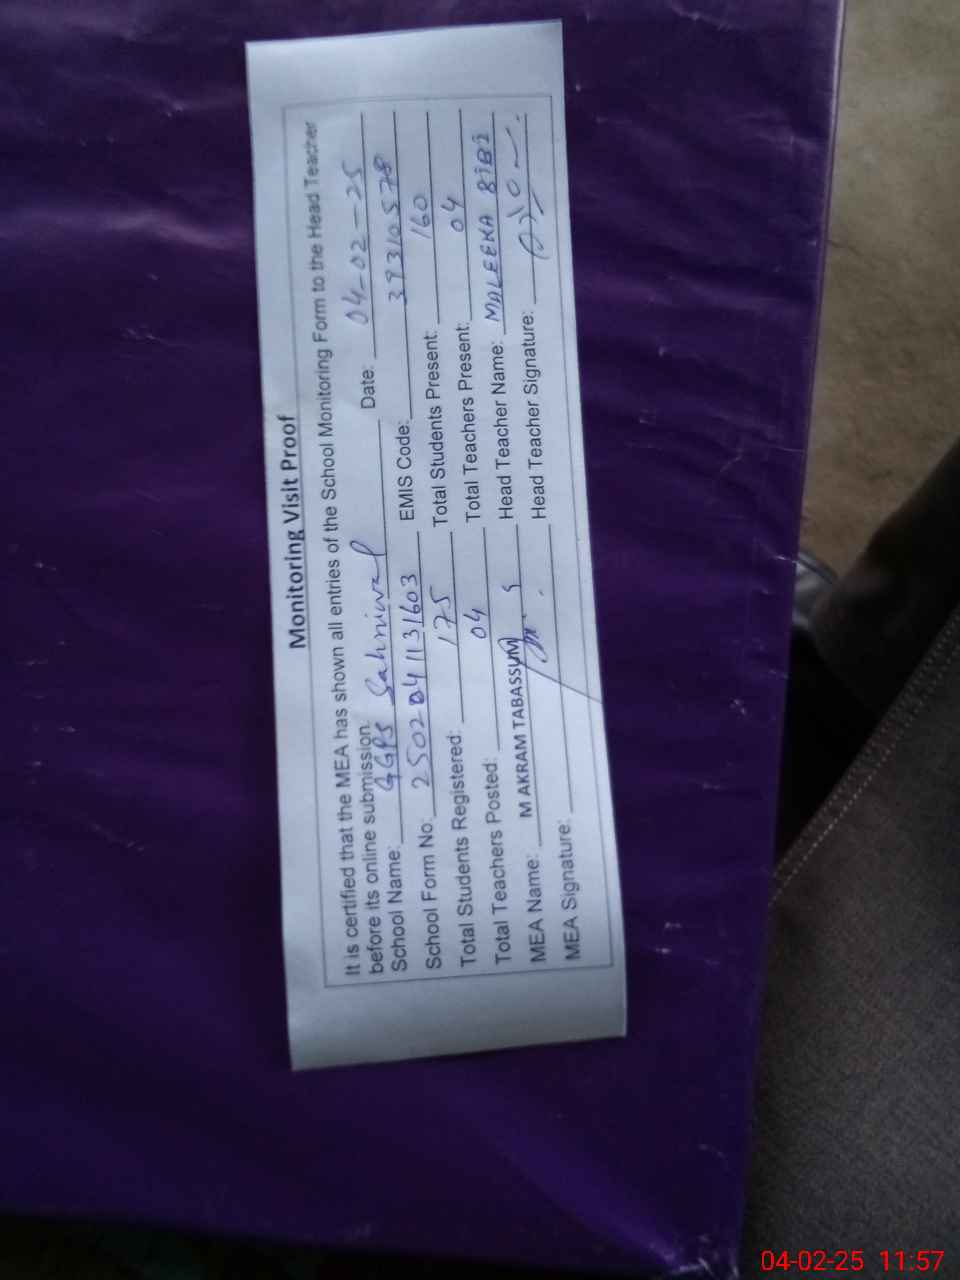 Monitoring Visit Proof
It is certified that the MEA has shown all entries of the School Monitoring Form to the Head Teacher
before its online submission.
School Name: GGPS Sahniwal Date: 04-02-25
School Form No: 2502041131603 EMIS Code: 39310578
Total Students Registered: 175 Total Students Present: 160
Total Teachers Posted: 04 Total Teachers Present: 04
MEA Name: M AKRAM TABASSUM Head Teacher Name: MALEEKA BIBI
MEA Signature: Head Teacher Signature:
04-02-25 11:57